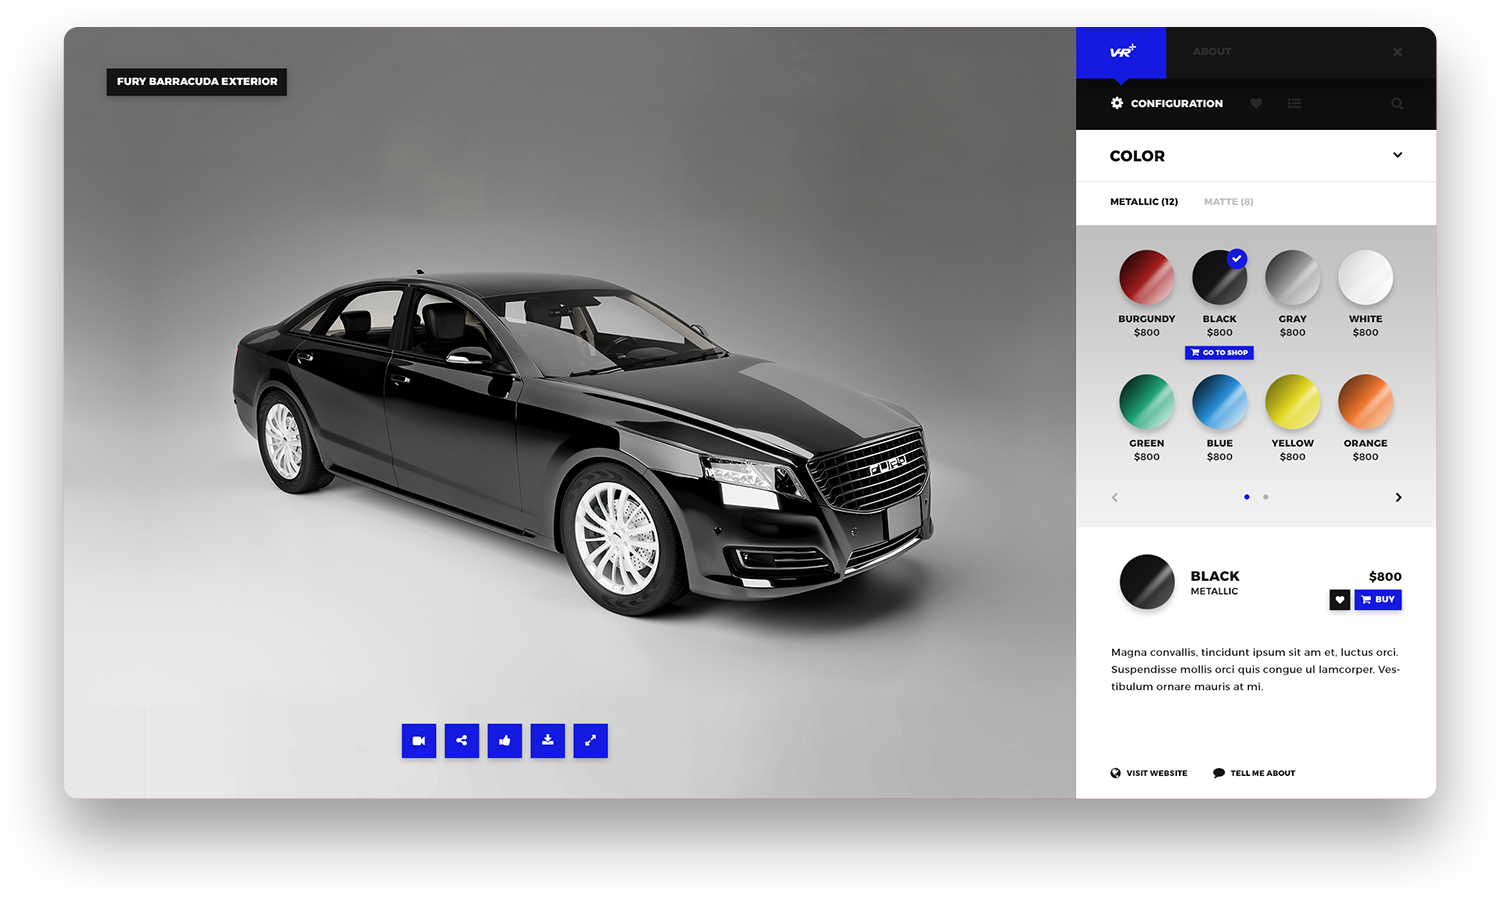 FURY BARRACUDA EXTERIOR
VR+
ABOUT
CONFIGURATION
COLOR
METALLIC (12) MATTE (8)
BURGUNDY BLACK GRAY WHITE
$800 $800 $800 $800
GO TO SHOP
GREEN BLUE YELLOW ORANGE
$800 $800 $800 $800
BLACK
METALLIC
$800
BUY
Magna convallis, tincidunt ipsum sit am et, luctus orci.
Suspendisse mollis orci quis congue ul lamcorper. Ves-
tibulum ornare mauris at mi.
VISIT WEBSITE TELL ME ABOUT